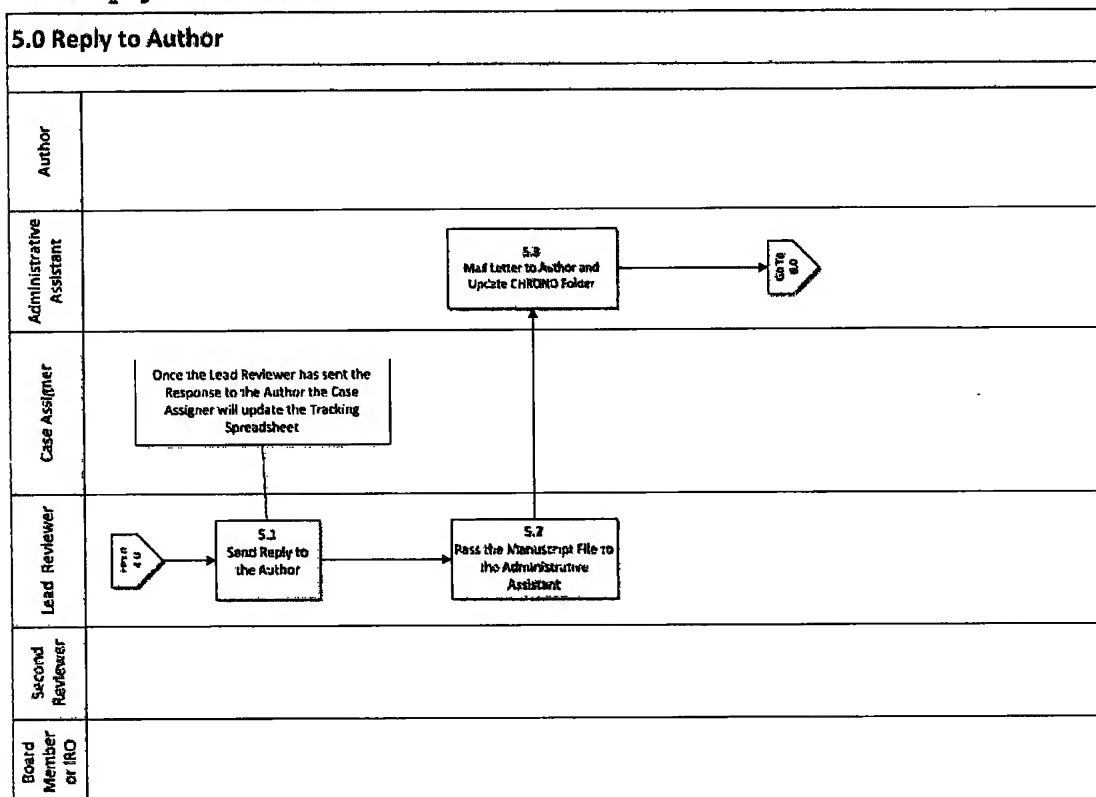 5.0 Reply to Author
Author
Administrative
Assistant
5.3
Mail Letter to Author and
Update CHRONO Folder
Go To
6.0
Case Assigner
Once the Lead Reviewer has sent the
Response to the Author the Case
Assigner will update the Tracking
Spreadsheet
Lead Reviewer
4.0
5.1
Send Reply to
the Author
5.2
Pass the Manuscript File to
the Administrative
Assistant
Second
Reviewer
Board
Member
or IRO